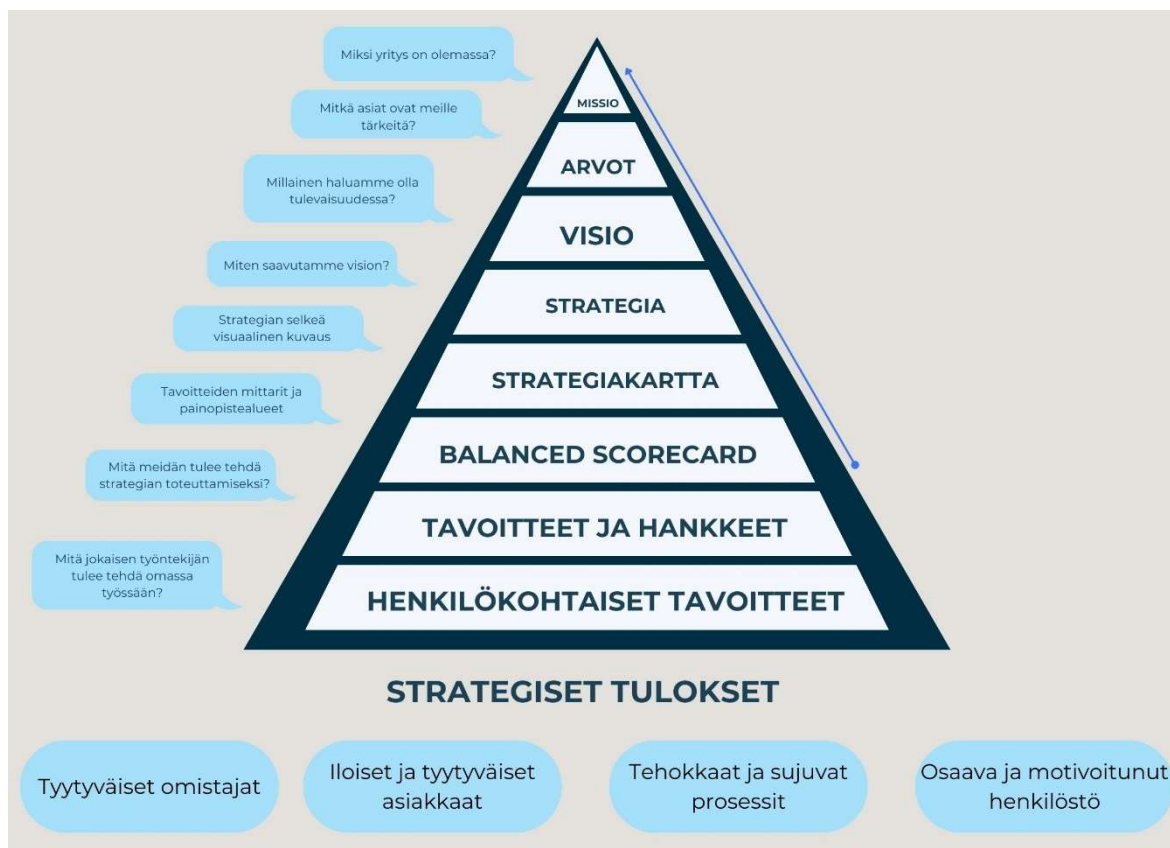 Miksi yritys on olemassa?
MISSIO
Mitkä asiat ovat meille
tärkeitä?
ARVOT
Millainen haluamme olla
tulevaisuudessa?
VISIO
Miten saavutamme vision?
STRATEGIA
Strategian selkeä
visuaalinen kuvaus
STRATEGIAKARTTA
Tavoitteiden mittarit ja
painopistealueet
BALANCED SCORECARD
Mitä meidän tulee tehdä
strategian toteuttamiseksi?
TAVOITTEET JA HANKKEET
Mitä jokaisen työntekijän
tulee tehdä omassa
työssään?
HENKILÖKOHTAISET TAVOITTEET
STRATEGISET TULOKSET
Tyytyväiset omistajat
Iloiset ja tyytyväiset
asiakkaat
Tehokkaat ja sujuvat
prosessit
Osaava ja motivoitunut
henkilöstö